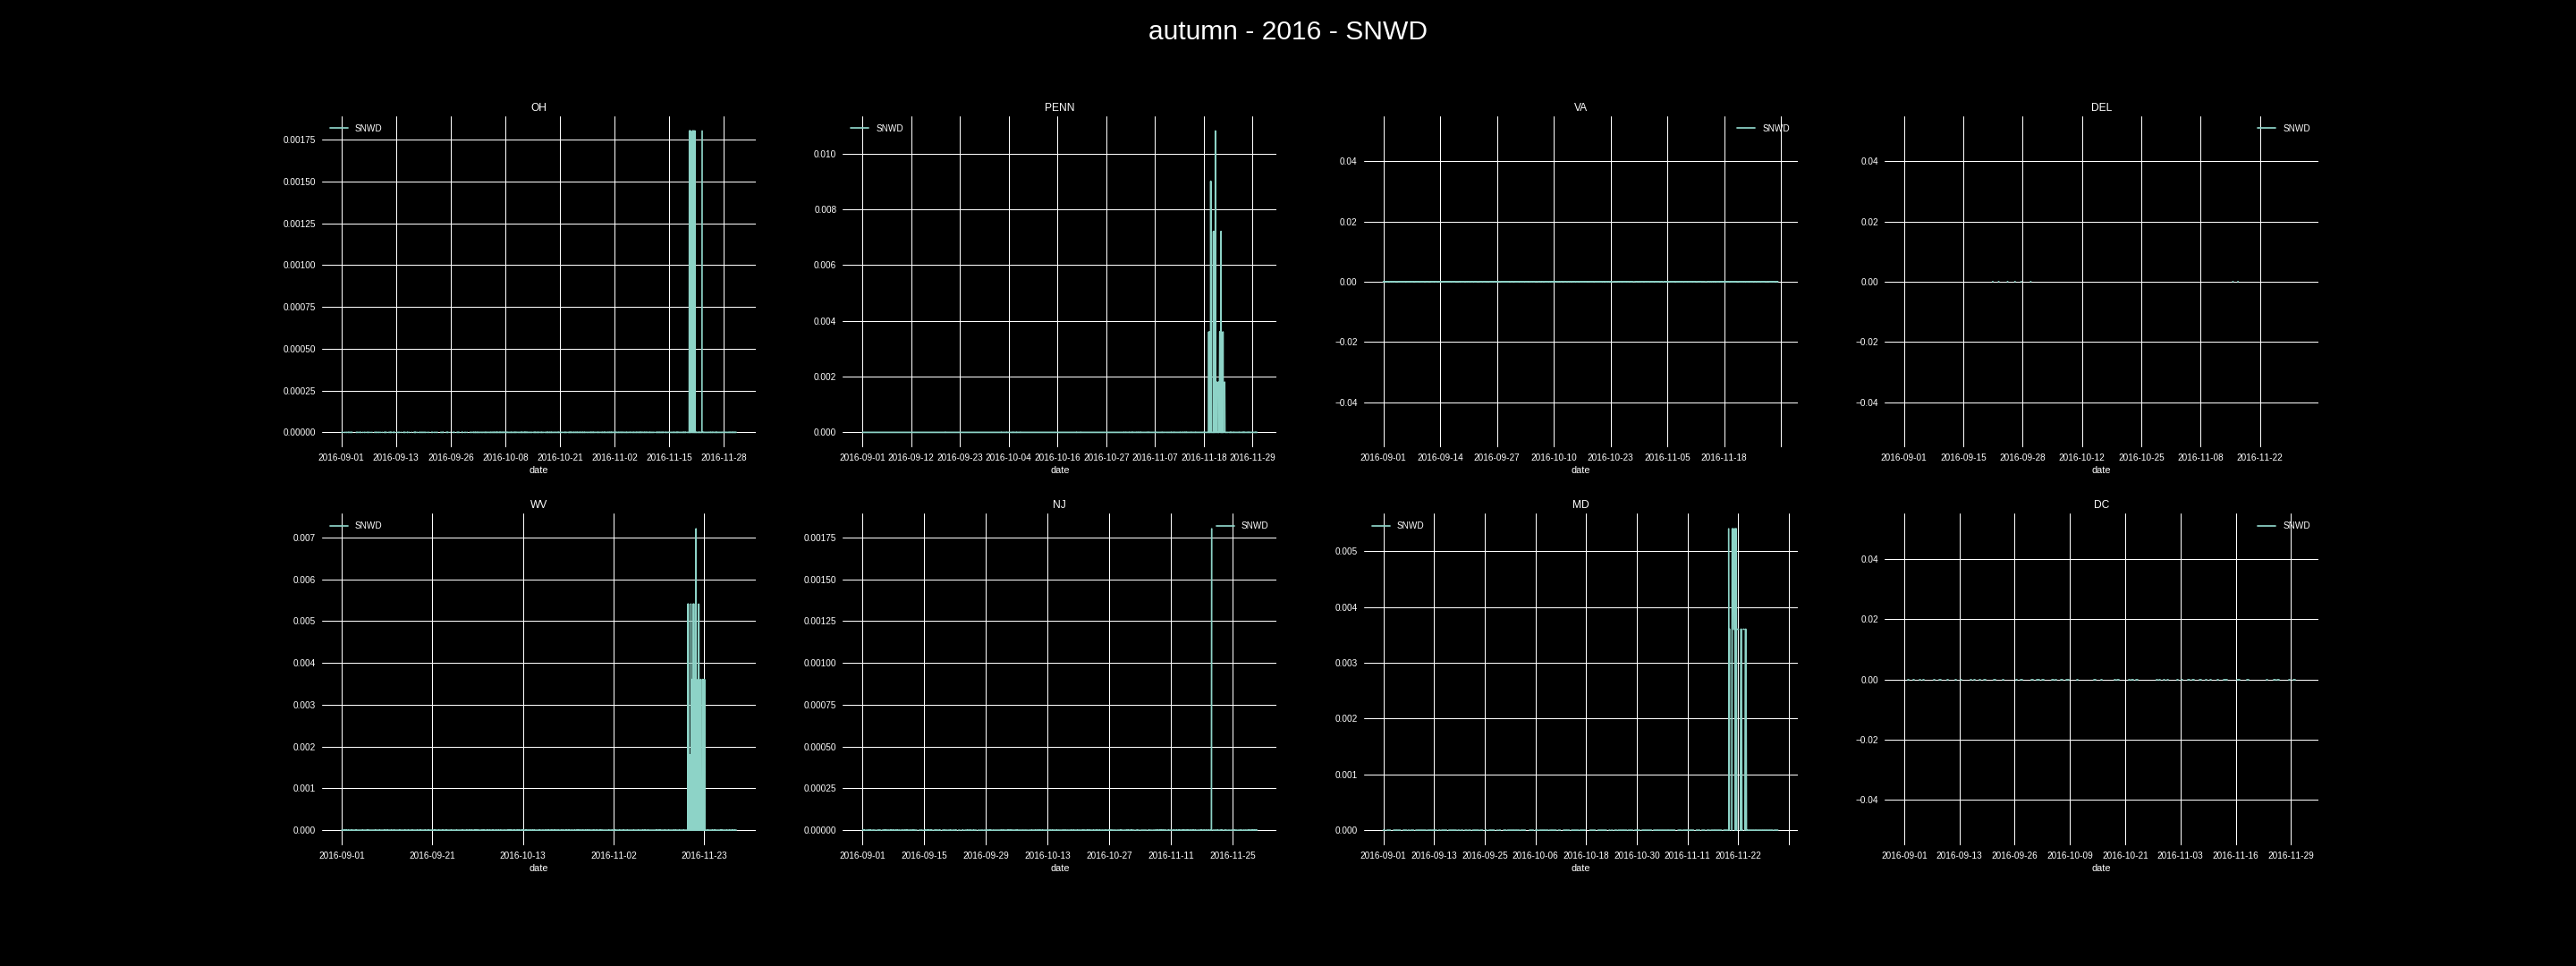 autumn - 2016 - SNWD
OH
SNWD
0.00175
0.00150
0.00125
0.00100
0.00075
0.00050
0.00025
0.00000
2016-09-01 2016-09-13 2016-09-26 2016-10-08 2016-10-21 2016-11-02 2016-11-15 2016-11-28
date
PENN
SNWD
0.010
0.008
0.006
0.004
0.002
0.000
2016-09-01 2016-09-12 2016-09-23 2016-10-04 2016-10-16 2016-10-27 2016-11-07 2016-11-18 2016-11-29
date
VA
SNWD
0.04
0.02
0.00
−0.02
−0.04
2016-09-01 2016-09-14 2016-09-27 2016-10-10 2016-10-23 2016-11-05 2016-11-18
date
DEL
SNWD
0.04
0.02
0.00
−0.02
−0.04
2016-09-01 2016-09-15 2016-09-28 2016-10-12 2016-10-25 2016-11-08 2016-11-22
date
WV
SNWD
0.007
0.006
0.005
0.004
0.003
0.002
0.001
0.000
2016-09-01 2016-09-21 2016-10-13 2016-11-02 2016-11-23
date
NJ
SNWD
0.00175
0.00150
0.00125
0.00100
0.00075
0.00050
0.00025
0.00000
2016-09-01 2016-09-15 2016-09-29 2016-10-13 2016-10-27 2016-11-11 2016-11-25
date
MD
SNWD
0.005
0.004
0.003
0.002
0.001
0.000
2016-09-01 2016-09-13 2016-09-25 2016-10-06 2016-10-18 2016-10-30 2016-11-11 2016-11-22
date
DC
SNWD
0.04
0.02
0.00
−0.02
−0.04
2016-09-01 2016-09-13 2016-09-26 2016-10-09 2016-10-21 2016-11-03 2016-11-16 2016-11-29
date